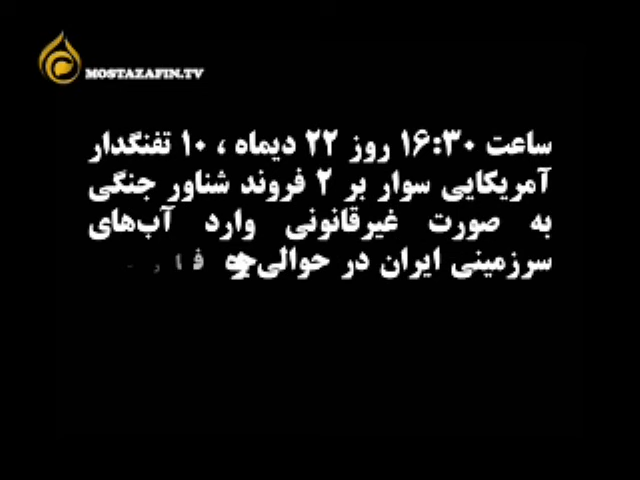 MOSTAZAFIN.TV
ساعت ۱۶:۳۰ روز ۲۲ دیماه ، ۱۰ تفنگدار
آمریکایی سوار بر ۲ فروند شناور جنگی
به صورت غیرقانونی وارد آب‌های
سرزمینی ایران در حوالی